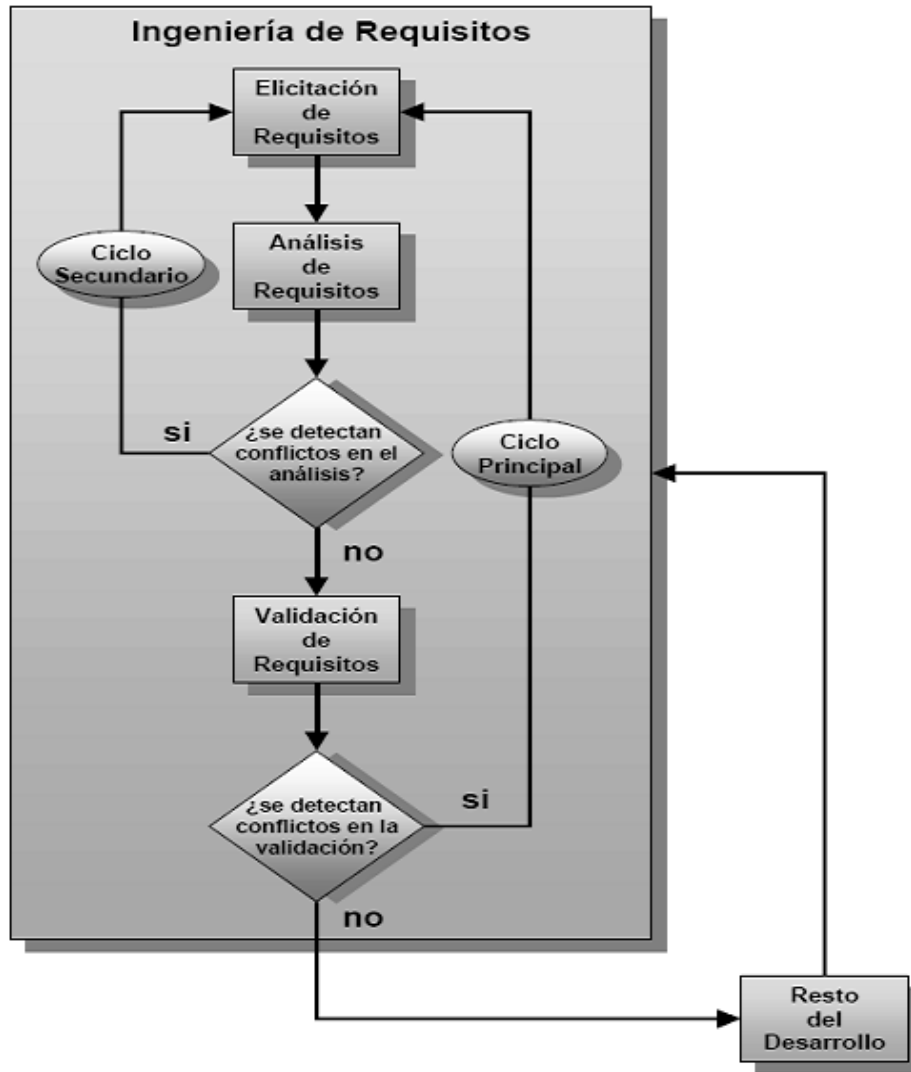 Ingeniería de Requisitos
Elicitación
de
Requisitos
Análisis
de
Requisitos
Ciclo
Secundario
si
¿se detectan
conflictos en el
análisis?
Ciclo
Principal
no
Validación
de
Requisitos
¿se detectan
conflictos en la
validación?
si
no
Resto
del
Desarrollo